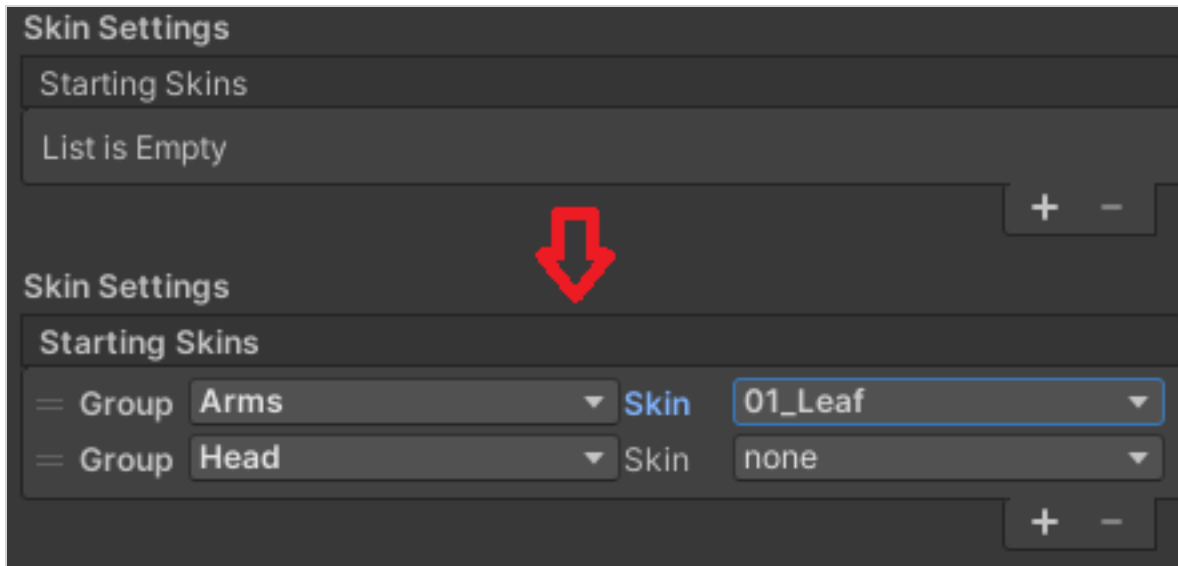 Skin Settings
Starting Skins
List is Empty
+ −
Skin Settings
Starting Skins
= Group Arms Skin 01_Leaf
= Group Head Skin none
+ −